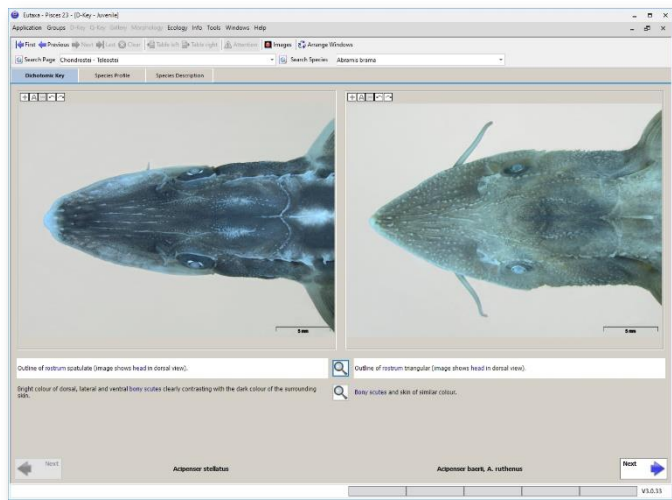 Eutaxa - Pisces 23 - [D-Key - Juvenile]
Application Groups D-Key Q-Key Gallery Morphology Ecology Info Tools Windows Help
First Previous Next Last Clear Table left Table right Attention Images Arrange Windows
Search Page Chondrostei - Teleostei Search Species Abramis brama
Dichotomic Key Species Profile Species Description
5 mm 5 mm
Outline of rostrum spatulate (image shows head in dorsal view). Outline of rostrum triangular (image shows head in dorsal view).
Bright colour of dorsal, lateral and ventral bony scutes clearly contrasting with the dark colour of the surrounding Bony scutes and skin of similar colour.
skin.
Next Acipenser stellatus Acipenser baerii, A. ruthenus Next
V3.0.33